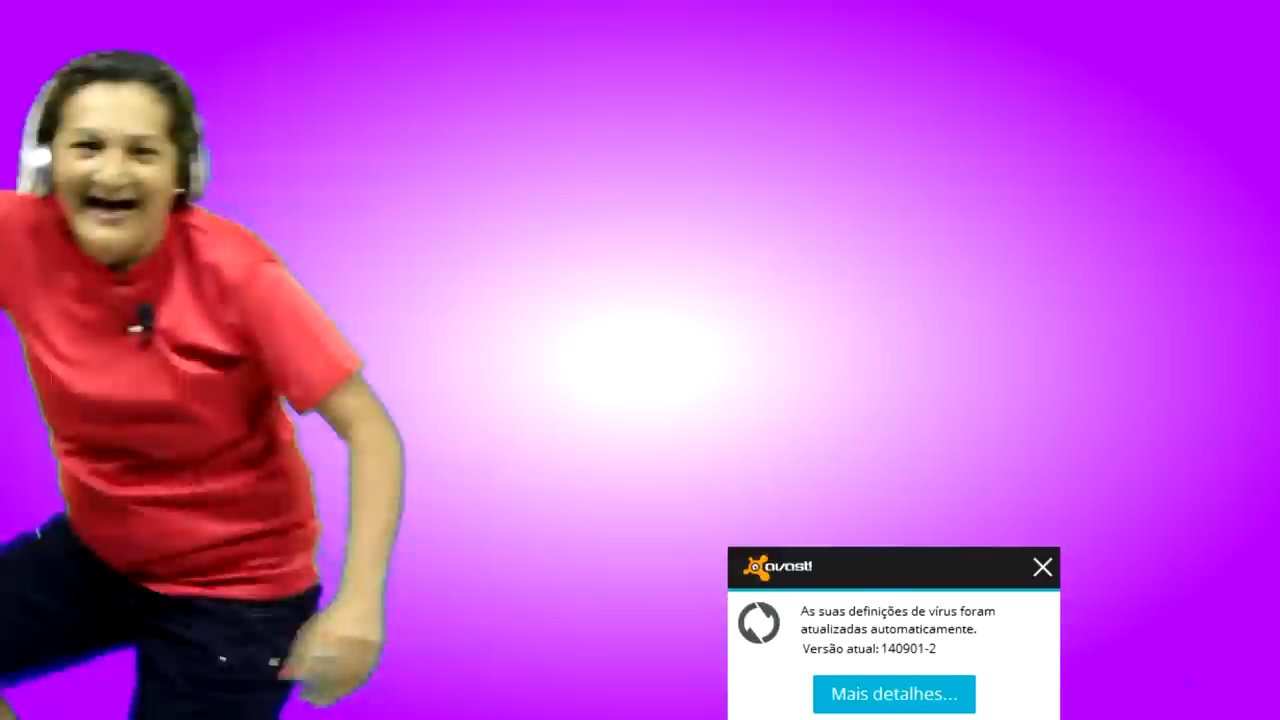 avast!
As suas definições de vírus foram
atualizadas automaticamente.
Versão atual: 140901-2
Mais detalhes...